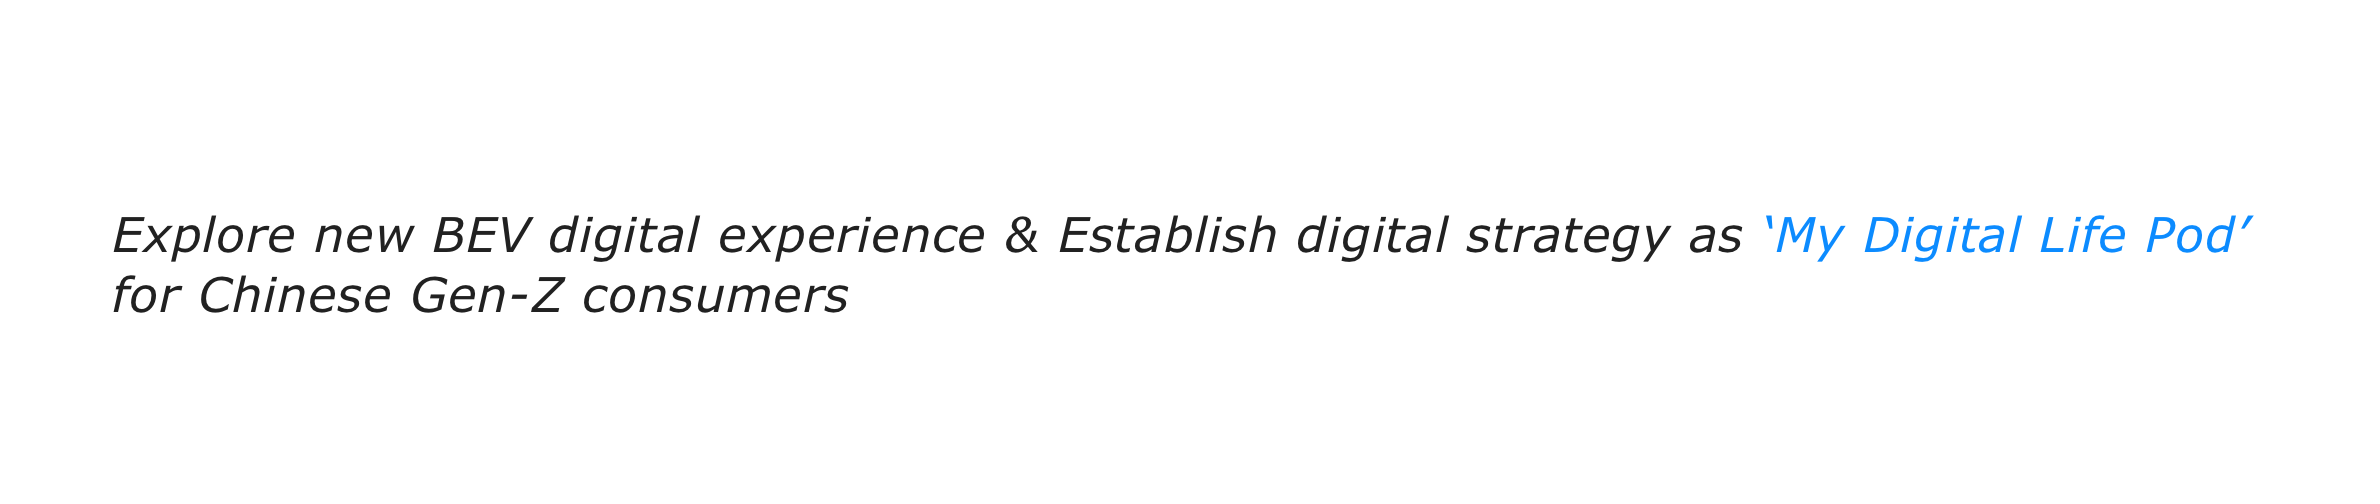 Explore new BEV digital experience & Establish digital strategy as ‘My Digital Life Pod’
for Chinese Gen-Z consumers